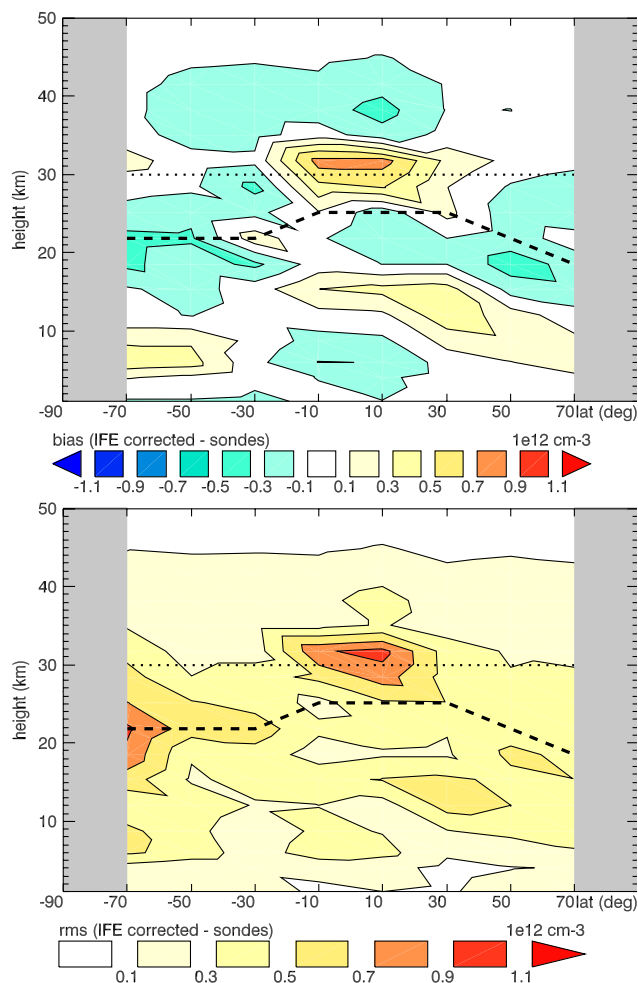 50
40
30
20
10
height (km)
-90 -70 -50 -30 -10 10 30 50 70 lat (deg)
bias (IFE corrected - sondes) 1e12 cm-3
-1.1 -0.9 -0.7 -0.5 -0.3 -0.1 0.1 0.3 0.5 0.7 0.9 1.1
50
40
30
20
10
height (km)
-90 -70 -50 -30 -10 10 30 50 70 lat (deg)
rms (IFE corrected - sondes) 1e12 cm-3
0.1 0.3 0.5 0.7 0.9 1.1